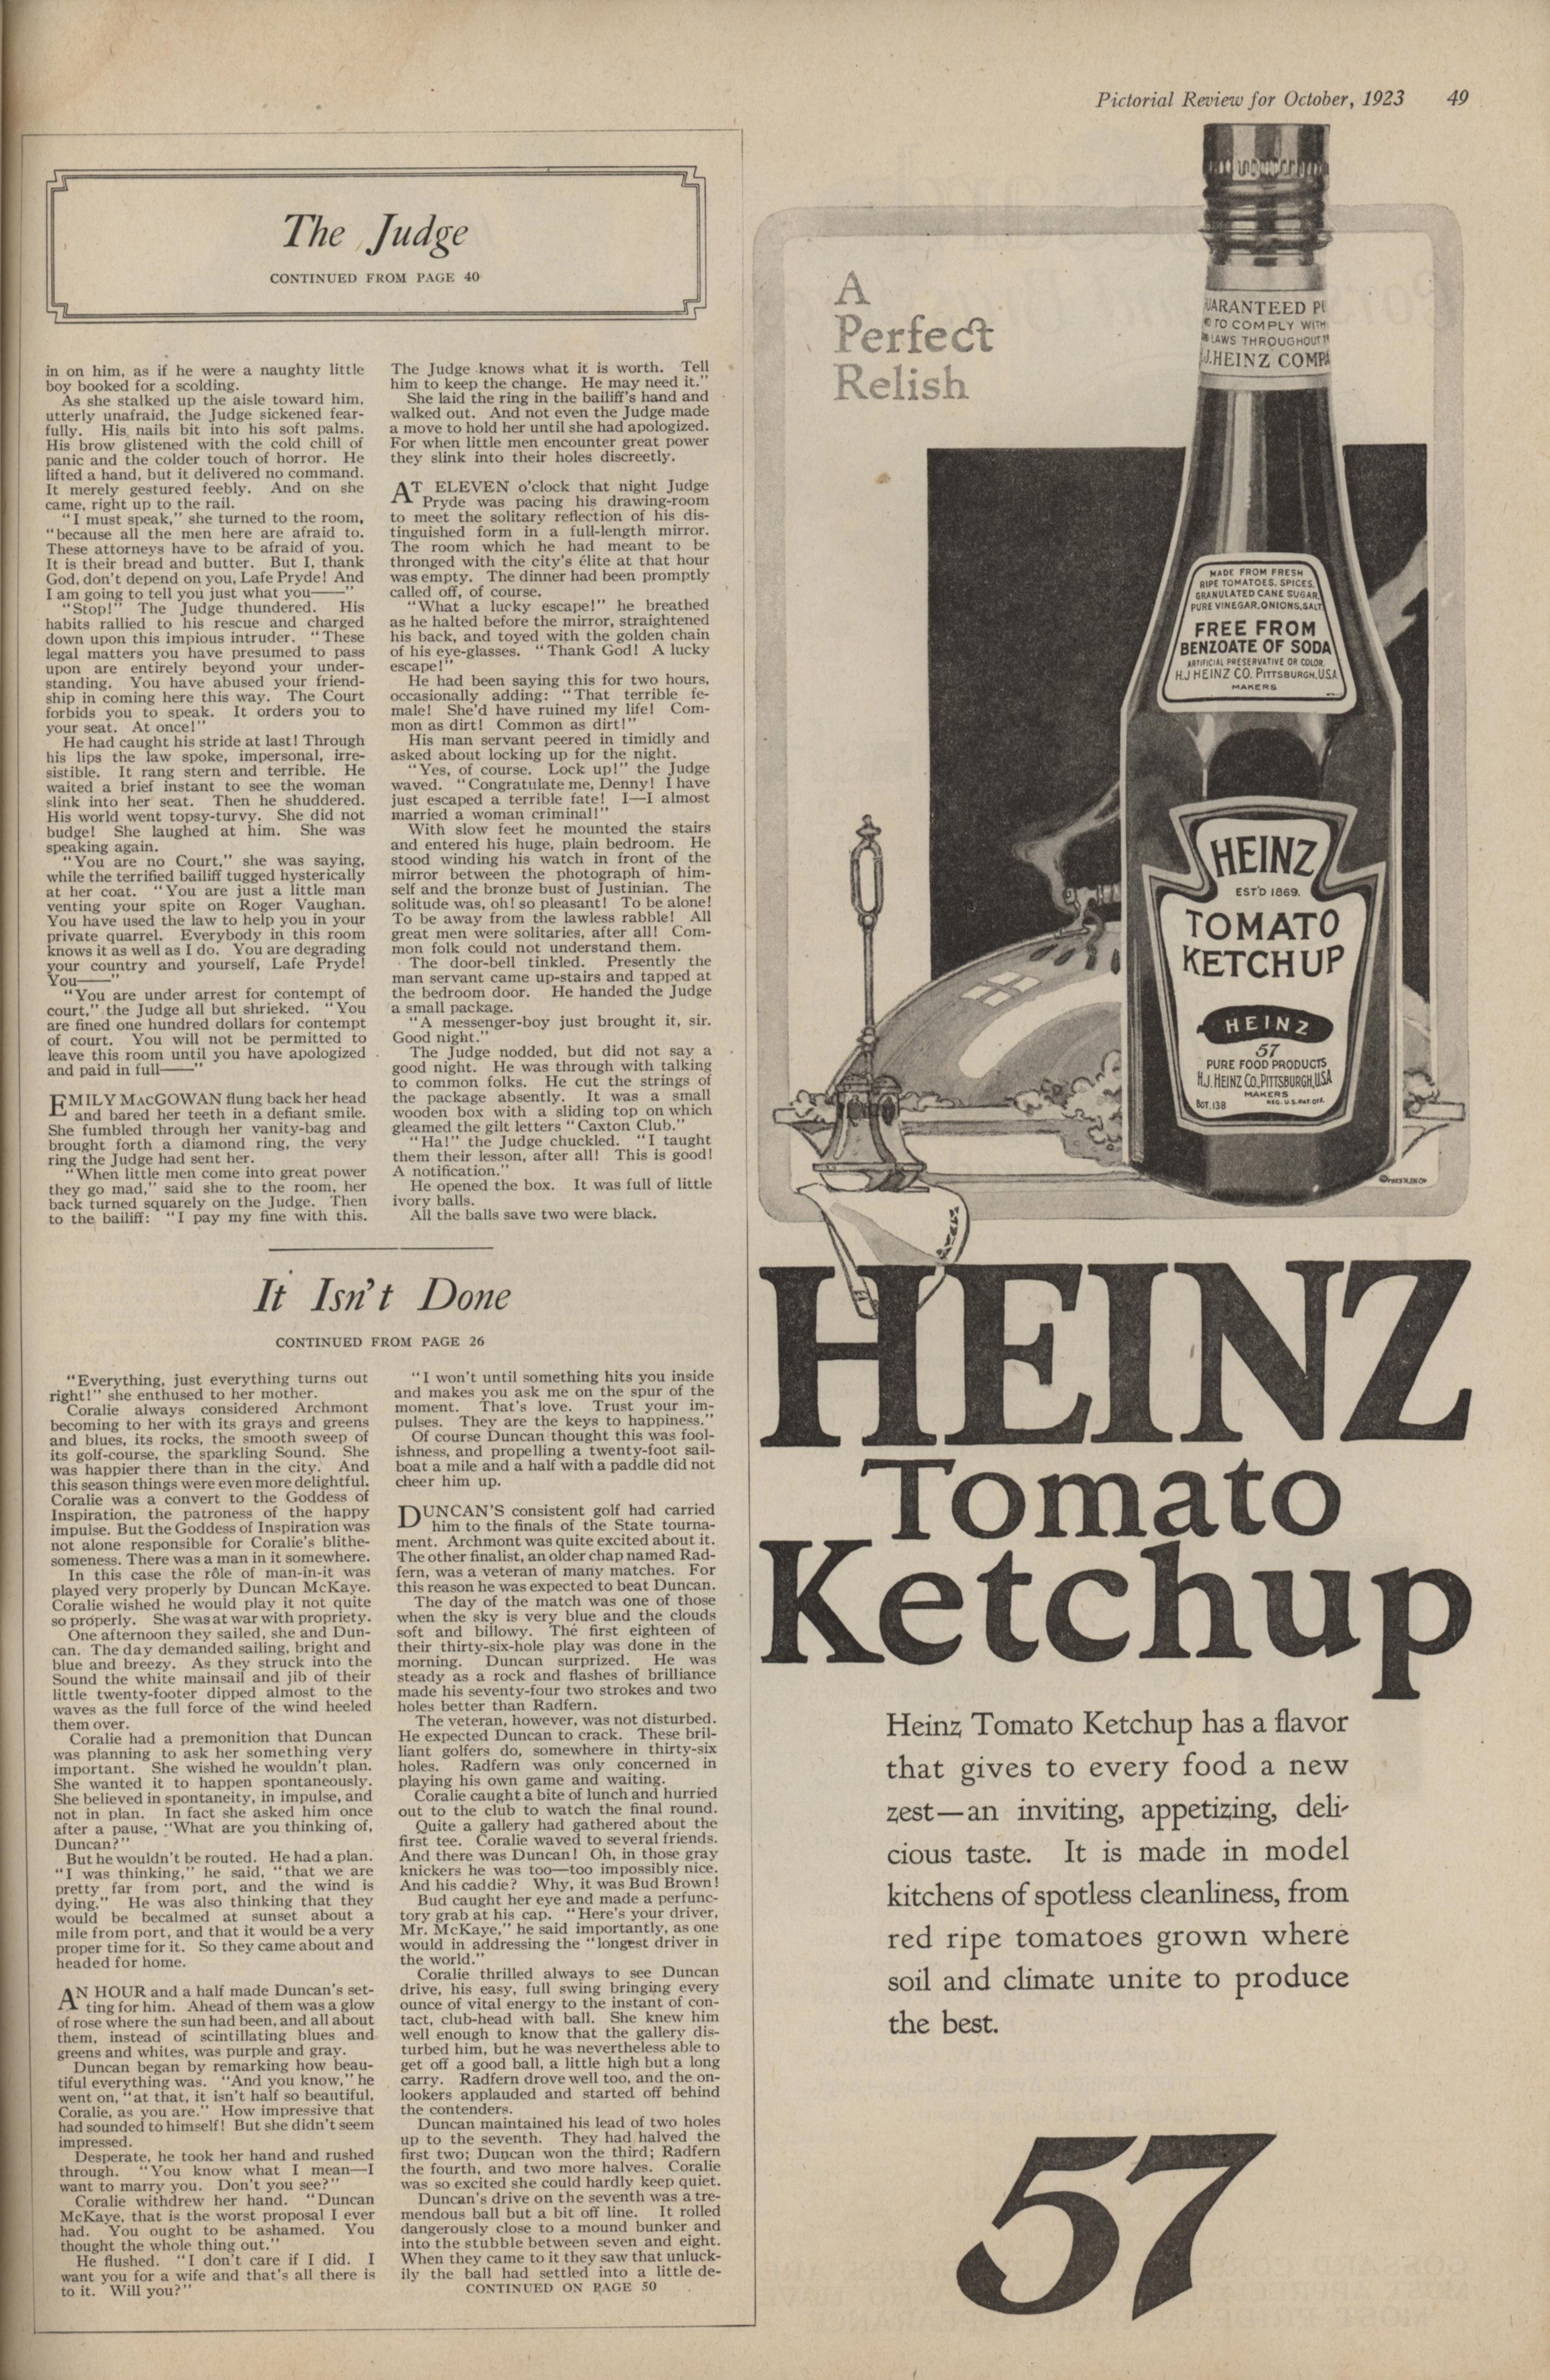 Pictorial Review for October, 1923 49
The Judge
CONTINUED FROM PAGE 40
in on him, as if he were a naughty little
boy booked for a scolding.
As she stalked up the aisle toward him,
utterly unafraid, the Judge sickened fear-
fully. His nails bit into his soft palms.
His brow glistened with the cold chill of
panic and the colder touch of horror. He
lifted a hand, but it delivered no command.
It merely gestured feebly. And on she
came, right up to the rail.
"I must speak," she turned to the room,
"because all the men here are afraid to.
These attorneys have to be afraid of you.
It is their bread and butter. But I, thank
God, don't depend on you, Lafe Pryde! And
I am going to tell you just what you——"
"Stop!" The Judge thundered. His
habits rallied to his rescue and charged
down upon this impious intruder. "These
legal matters you have presumed to pass
upon are entirely beyond your under-
standing. You have abused your friend-
ship in coming here this way. The Court
forbids you to speak. It orders you to
your seat. At once!"
He had caught his stride at last! Through
his lips the law spoke, impersonal, irre-
sistible. It rang stern and terrible. He
waited a brief instant to see the woman
slink into her seat. Then he shuddered.
His world went topsy-turvy. She did not
budge! She laughed at him. She was
speaking again.
"You are no Court," she was saying,
while the terrified bailiff tugged hysterically
at her coat. "You are just a little man
venting your spite on Roger Vaughan.
You have used the law to help you in your
private quarrel. Everybody in this room
knows it as well as I do. You are degrading
your country and yourself, Lafe Pryde!
You——"
"You are under arrest for contempt of
court," the Judge all but shrieked. "You
are fined one hundred dollars for contempt
of court. You will not be permitted to
leave this room until you have apologized
and paid in full——"
EMILY MACGOWAN flung back her head
and bared her teeth in a defiant smile.
She fumbled through her vanity-bag and
brought forth a diamond ring, the very
ring the Judge had sent her.
"When little men come into great power
they go mad," said she to the room, her
back turned squarely on the Judge. Then
to the bailiff: "I pay my fine with this.
The Judge knows what it is worth. Tell
him to keep the change. He may need it."
She laid the ring in the bailiff's hand and
walked out. And not even the Judge made
a move to hold her until she had apologized.
For when little men encounter great power
they slink into their holes discreetly.
AT ELEVEN o'clock that night Judge
Pryde was pacing his drawing-room
to meet the solitary reflection of his dis-
tinguished form in a full-length mirror.
The room which he had meant to be
thronged with the city's élite at that hour
was empty. The dinner had been promptly
called off, of course.
"What a lucky escape!" he breathed
as he halted before the mirror, straightened
his back, and toyed with the golden chain
of his eye-glasses. "Thank God! A lucky
escape!"
He had been saying this for two hours,
occasionally adding: "That terrible fe-
male! She'd have ruined my life! Com-
mon as dirt! Common as dirt!"
His man servant peered in timidly and
asked about locking up for the night.
"Yes, of course. Lock up!" the Judge
waved. "Congratulate me, Denny! I have
just escaped a terrible fate! I—I almost
married a woman criminal!"
With slow feet he mounted the stairs
and entered his huge, plain bedroom. He
stood winding his watch in front of the
mirror between the photograph of him-
self and the bronze bust of Justinian. The
solitude was, oh! so pleasant! To be alone!
To be away from the lawless rabble! All
great men were solitaries, after all! Com-
mon folk could not understand them.
The door-bell tinkled. Presently the
man servant came up-stairs and tapped at
the bedroom door. He handed the Judge
a small package.
"A messenger-boy just brought it, sir.
Good night."
The Judge nodded, but did not say a
good night. He was through with talking
to common folks. He cut the strings of
the package absently. It was a small
wooden box with a sliding top on which
gleamed the gilt letters "Caxton Club."
"Ha!" the Judge chuckled. "I taught
them their lesson, after all! This is good!
A notification."
He opened the box. It was full of little
ivory balls.
All the balls save two were black.
It Isn't Done
CONTINUED FROM PAGE 26
"Everything, just everything turns out
right!" she enthused to her mother.
Coralie always considered Archmont
becoming to her with its grays and greens
and blues, its rocks, the smooth sweep of
its golf-course, the sparkling Sound. She
was happier there than in the city. And
this season things were even more delightful.
Coralie was a convert to the Goddess of
Inspiration, the patroness of the happy
impulse. But the Goddess of Inspiration was
not alone responsible for Coralie's blithe-
someness. There was a man in it somewhere.
In this case the rôle of man-in-it was
played very properly by Duncan McKaye.
Coralie wished he would play it not quite
so properly. She was at war with propriety.
One afternoon they sailed, she and Dun-
can. The day demanded sailing, bright and
blue and breezy. As they struck into the
Sound the white mainsail and jib of their
little twenty-footer dipped almost to the
waves as the full force of the wind heeled
them over.
Coralie had a premonition that Duncan
was planning to ask her something very
important. She wished he wouldn't plan.
She wanted it to happen spontaneously.
She believed in spontaneity, in impulse, and
not in plan. In fact she asked him once
after a pause, "What are you thinking of,
Duncan?"
But he wouldn't be routed. He had a plan.
"I was thinking," he said, "that we are
pretty far from port, and the wind is
dying." He was also thinking that they
would be becalmed at sunset about a
mile from port, and that it would be a very
proper time for it. So they came about and
headed for home.
AN HOUR and a half made Duncan's set-
ting for him. Ahead of them was a glow
of rose where the sun had been, and all about
them, instead of scintillating blues and
greens and whites, was purple and gray.
Duncan began by remarking how beau-
tiful everything was. "And you know," he
went on, "at that, it isn't half so beautiful,
Coralie, as you are." How impressive that
had sounded to himself! But she didn't seem
impressed.
Desperate, he took her hand and rushed
through. "You know what I mean—I
want to marry you. Don't you see?"
Coralie withdrew her hand. "Duncan
McKaye, that is the worst proposal I ever
had. You ought to be ashamed. You
thought the whole thing out."
He flushed. "I don't care if I did. I
want you for a wife and that's all there is
to it. Will you?"
"I won't until something hits you inside
and makes you ask me on the spur of the
moment. That's love. Trust your im-
pulses. They are the keys to happiness."
Of course Duncan thought this was fool-
ishness, and propelling a twenty-foot sail-
boat a mile and a half with a paddle did not
cheer him up.
DUNCAN'S consistent golf had carried
him to the finals of the State tourna-
ment. Archmont was quite excited about it.
The other finalist, an older chap named Rad-
fern, was a veteran of many matches. For
this reason he was expected to beat Duncan.
The day of the match was one of those
when the sky is very blue and the clouds
soft and billowy. The first eighteen of
their thirty-six-hole play was done in the
morning. Duncan surprized. He was
steady as a rock and flashes of brilliance
made his seventy-four two strokes and two
holes better than Radfern.
The veteran, however, was not disturbed.
He expected Duncan to crack. These bril-
liant golfers do, somewhere in thirty-six
holes. Radfern was only concerned in
playing his own game and waiting.
Coralie caught a bite of lunch and hurried
out to the club to watch the final round.
Quite a gallery had gathered about the
first tee. Coralie waved to several friends.
And there was Duncan! Oh, in those gray
knickers he was too—too impossibly nice.
And his caddie? Why, it was Bud Brown!
Bud caught her eye and made a perfunc-
tory grab at his cap. "Here's your driver,
Mr. McKaye," he said importantly, as one
would in addressing the "longest driver in
the world."
Coralie thrilled always to see Duncan
drive, his easy, full swing bringing every
ounce of vital energy to the instant of con-
tact, club-head with ball. She knew him
well enough to know that the gallery dis-
turbed him, but he was nevertheless able to
get off a good ball, a little high but a long
carry. Radfern drove well too, and the on-
lookers applauded and started off behind
the contenders.
Duncan maintained his lead of two holes
up to the seventh. They had halved the
first two; Duncan won the third; Radfern
the fourth, and two more halves. Coralie
was so excited she could hardly keep quiet.
Duncan's drive on the seventh was a tre-
mendous ball but a bit off line. It rolled
dangerously close to a mound bunker and
into the stubble between seven and eight.
When they came to it they saw that unluck-
ily the ball had settled into a little de-
CONTINUED ON PAGE 50
A
Perfect
Relish
UARANTEED PU
TO COMPLY WITH
LAWS THROUGHOUT
J. HEINZ COMPA
MADE FROM FRESH
RIPE TOMATOES, SPICES,
GRANULATED CANE SUGAR,
PURE VINEGAR, ONIONS, SALT
FREE FROM
BENZOATE OF SODA
ARTIFICIAL PRESERVATIVE OR COLOR.
H.J. HEINZ CO. PITTSBURGH, USA
MAKERS
HEINZ
EST'D 1869.
TOMATO
KETCHUP
HEINZ
57
PURE FOOD PRODUCTS
H.J. HEINZ CO. PITTSBURGH, USA
MAKERS
BOT. 138 REG. U.S. PAT. OFF.
HEINZ
Tomato
Ketchup
Heinz Tomato Ketchup has a flavor
that gives to every food a new
zest—an inviting, appetizing, deli-
cious taste. It is made in model
kitchens of spotless cleanliness, from
red ripe tomatoes grown where
soil and climate unite to produce
the best.
57